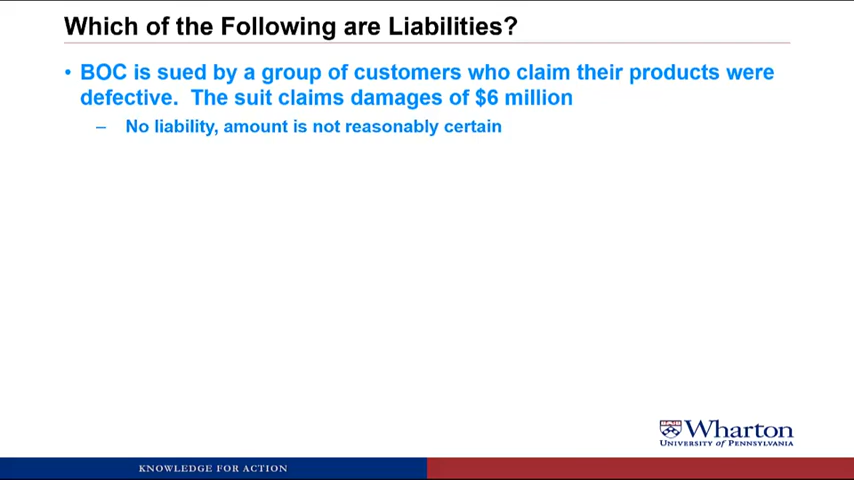 Which of the Following are Liabilities?
• BOC is sued by a group of customers who claim their products were
defective.  The suit claims damages of $6 million
– No liability, amount is not reasonably certain
Wharton
UNIVERSITY of PENNSYLVANIA
KNOWLEDGE FOR ACTION